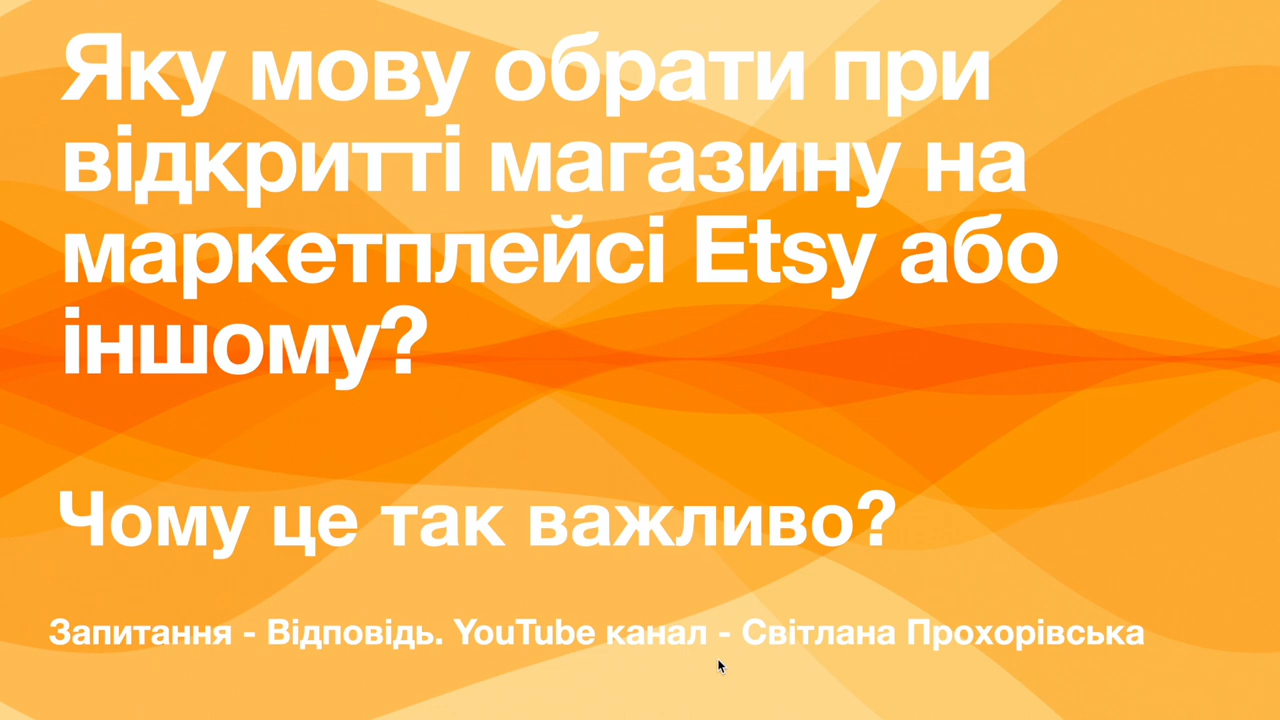 Яку мову обрати при
відкритті магазину на
маркетплейсі Etsy або
іншому?
Чому це так важливо?
Запитання - Відповідь. YouTube канал - Світлана Прохорівська